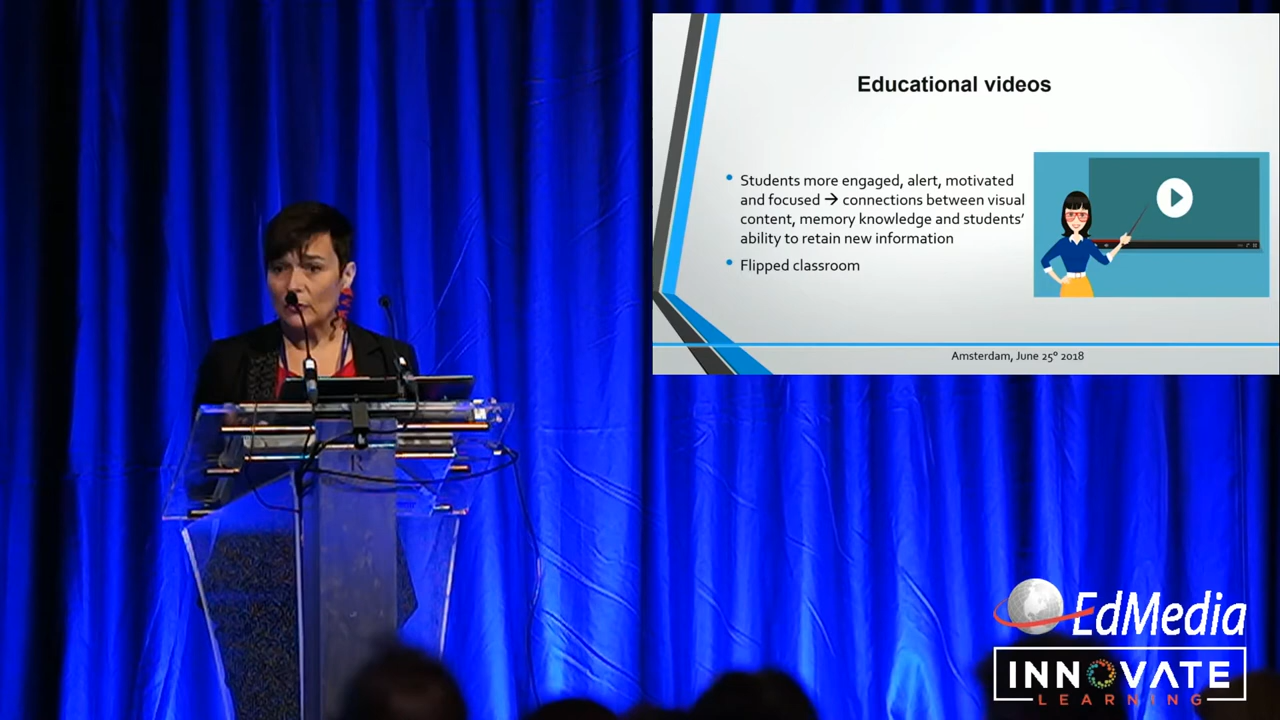 Educational videos
Students more engaged, alert, motivated
and focused → connections between visual
content, memory knowledge and students'
ability to retain new information
Flipped classroom
Amsterdam, June 25º 2018
R
EdMedia
INNOVATE
LEARNING